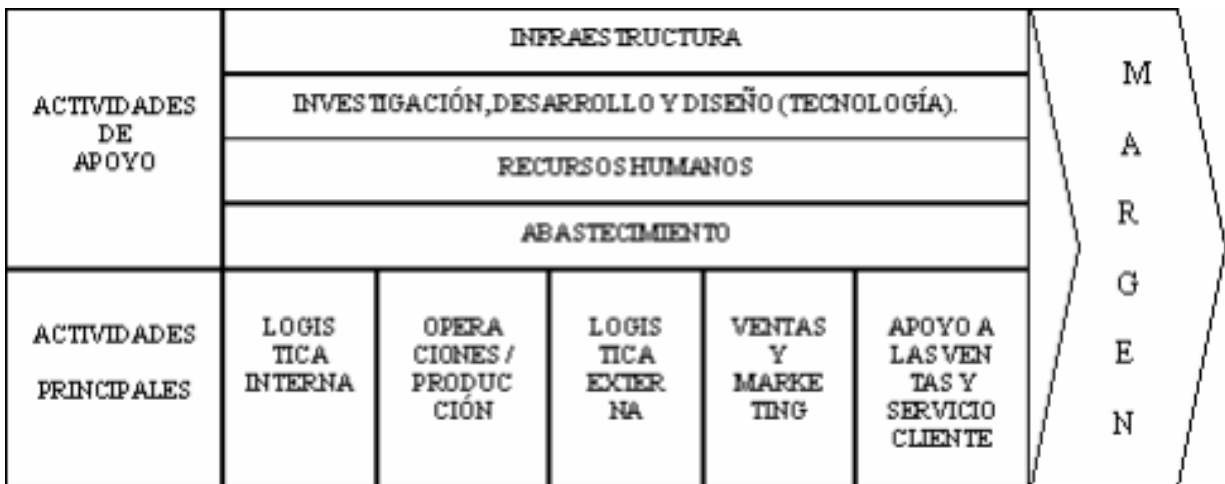 INFRAESTRUCTURA
ACTIVIDADES
DE
APOYO
INVESTIGACIÓN, DESARROLLO Y DISEÑO (TECNOLOGÍA).
RECURSOS HUMANOS
ABASTECIMIENTO
ACTIVIDADES
PRINCIPALES
LOGIS
TICA
INTERNA
OPERA
CIONES /
PRODUC
CIÓN
LOGIS
TICA
EXTER
NA
VENTAS
Y
MARKE
TING
APOYO A
LAS VEN
TAS Y
SERVICIO
CLIENTE
M
A
R
G
E
N